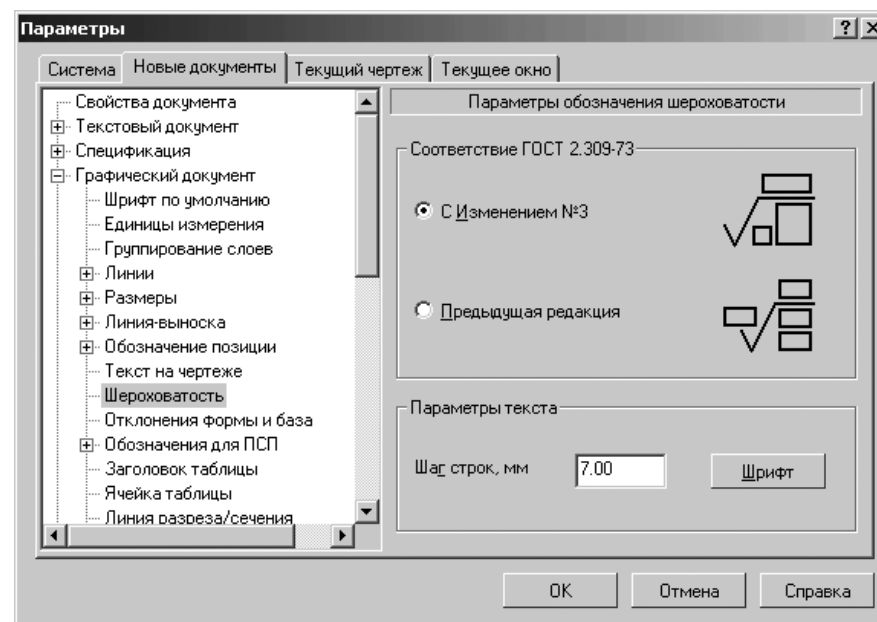 Параметры
Система Новые документы Текущий чертеж Текущее окно
Свойства документа
Текстовый документ
Спецификация
Графический документ
Шрифт по умолчанию
Единицы измерения
Группирование слоев
Линии
Размеры
Линия-выноска
Обозначение позиции
Текст на чертеже
Шероховатость
Отклонения формы и база
Обозначения для ПСП
Заголовок таблицы
Ячейка таблицы
Линия разреза/сечения
Параметры обозначения шероховатости
Соответствие ГОСТ 2.309-73
С Изменением №3
Предыдущая редакция
Параметры текста
Шаг строк, мм 7.00 Шрифт
OK Отмена Справка